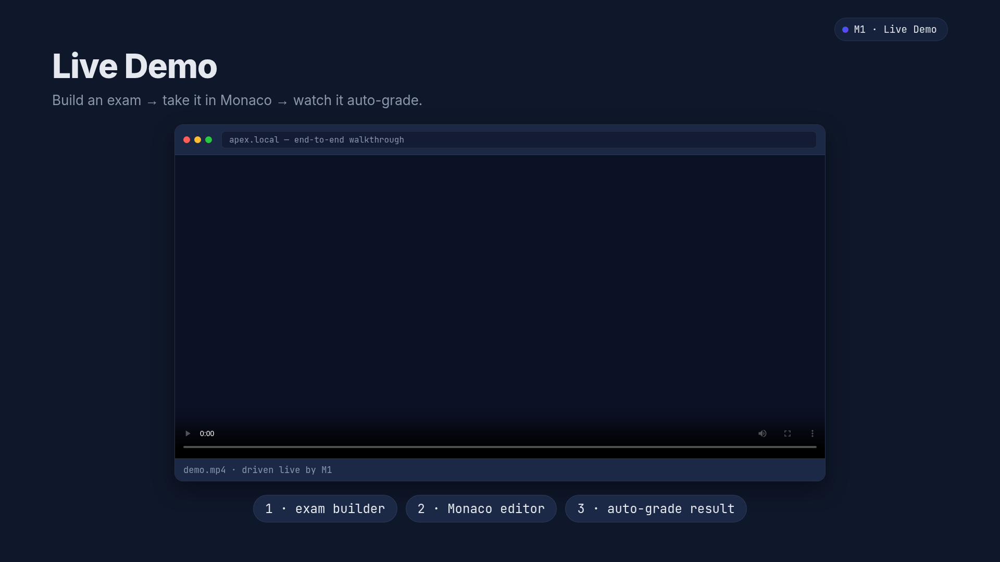 M1 · Live Demo
Live Demo
Build an exam → take it in Monaco → watch it auto-grade.
apex.local — end-to-end walkthrough
0:00
demo.mp4 · driven live by M1
1 · exam builder
2 · Monaco editor
3 · auto-grade result